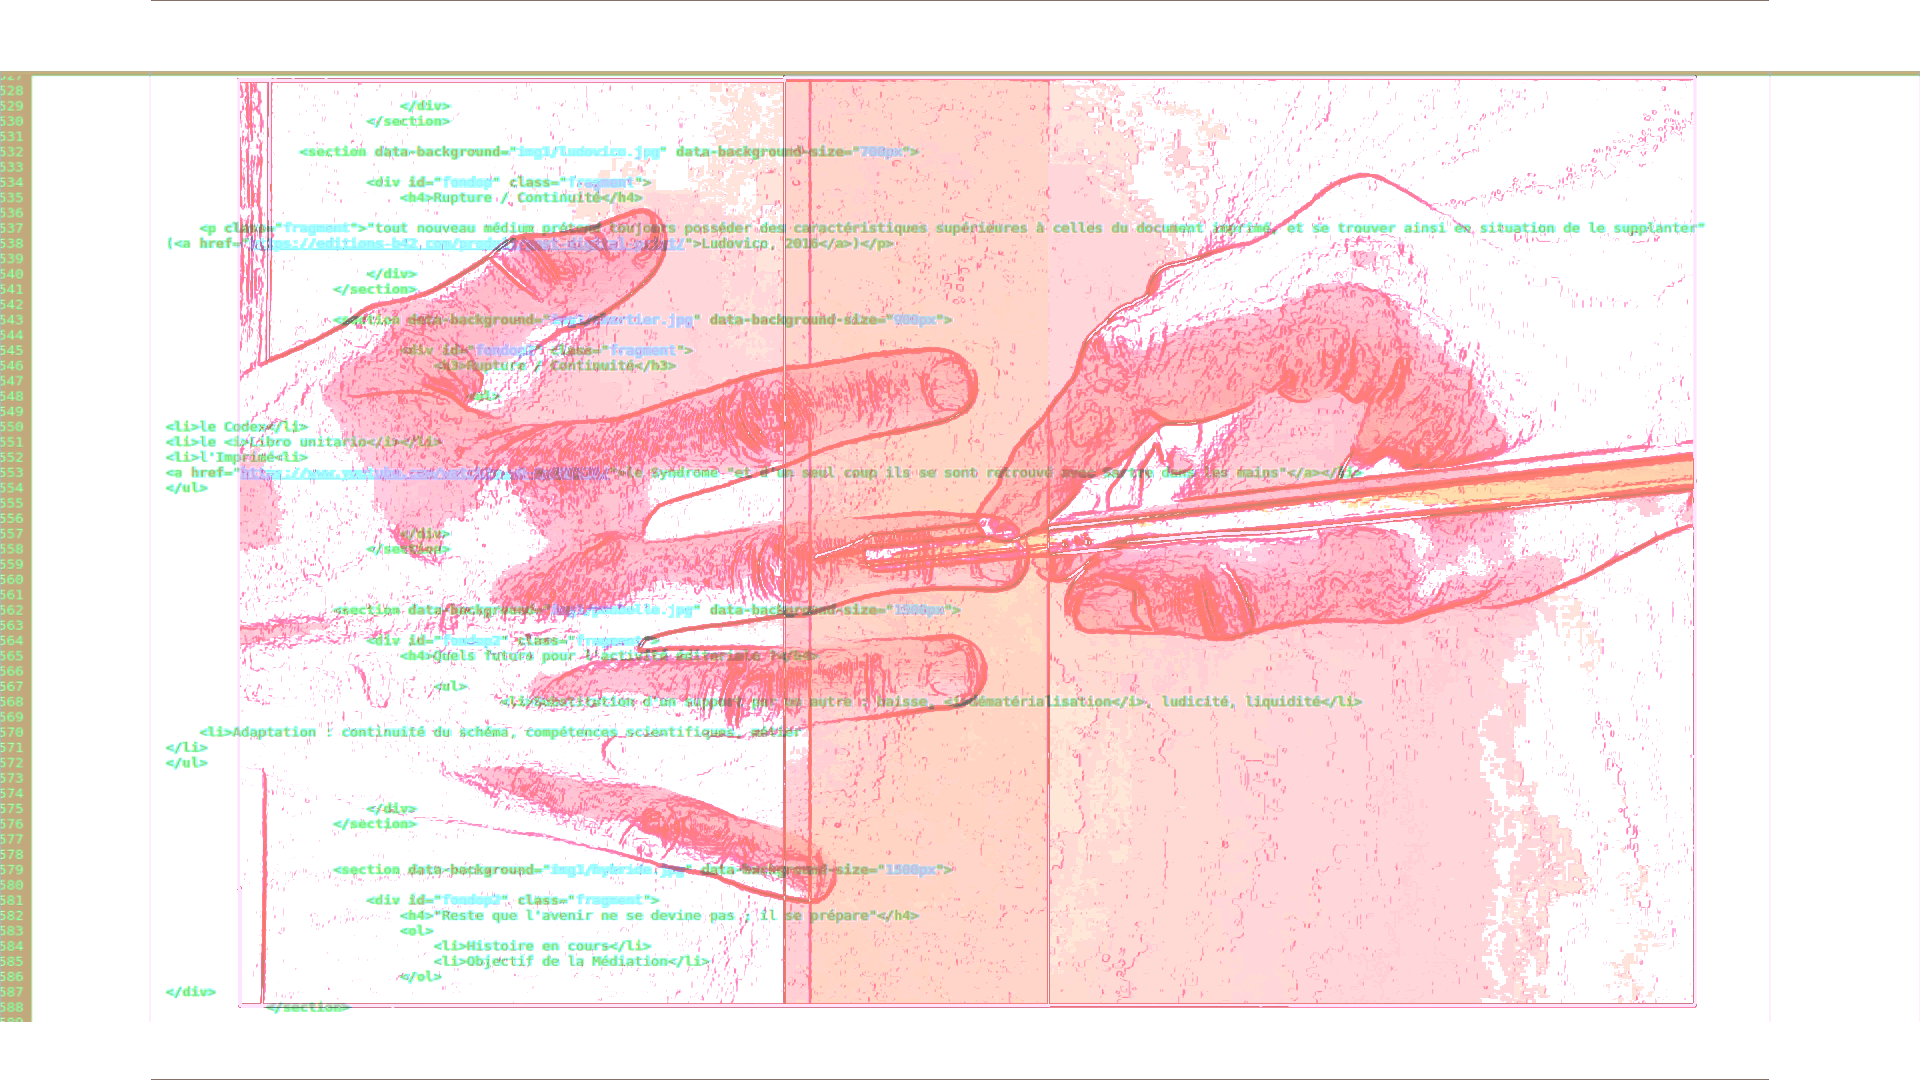 527
528
529 </div>
530 </section>
531
532 <section data-background="img1/ludovico.jpg" data-background-size="700px">
533
534 <div id="fondop" class="fragment">
535 <h4>Rupture / Continuité</h4>
536
537 <p class="fragment">"tout nouveau médium prétend toujours posséder des caractéristiques supérieures à celles du document imprimé, et se trouver ainsi en situation de le supplanter"
538 (<a href=" ">Ludovico, 2016</a>)</p>
539
540 </div>
541 </section>
542
543 <section data-background=" .jpg" data-background-size="900px">
544
545 <div id="fondop2" class="fragment">
546 <h3>Rupture / Continuité</h3>
547
548 <ul>
549
550 <li>le Codex</li>
551 <li>le <i>Libro unitario</i></li>
552 <li>l'Imprimé<li>
553 <a href=" ">le Syndrome "et d'un seul coup ils se sont retrouvé avec Sartre dans les mains"</a></li>
554 </ul>
555
556
557 </div>
558 </section>
559
560
561
562 <section data-background=" .jpg" data-background-size="1500px">
563
564 <div id="fondop2" class="fragment">
565 <h4>Quels futurs pour l'activité éditoriale ?</h4>
566
567 <ul>
568 <li>Substitution d'un Support par un autre : baisse, <i>dématérialisation</i>, ludicité, liquidité</li>
569
570 <li>Adaptation : continuité du schéma, compétences scientifiques, métier
571 </li>
572 </ul>
573
574
575 </div>
576 </section>
577
578
579 <section data-background="img1/hybride.jpg" data-background-size="1500px">
580
581 <div id="fondop2" class="fragment">
582 <h4>"Reste que l'avenir ne se devine pas ; il se prépare"</h4>
583 <ol>
584 <li>Histoire en cours</li>
585 <li>Objectif de la Médiation</li>
586 </ol>
587 </div>
588 </section>